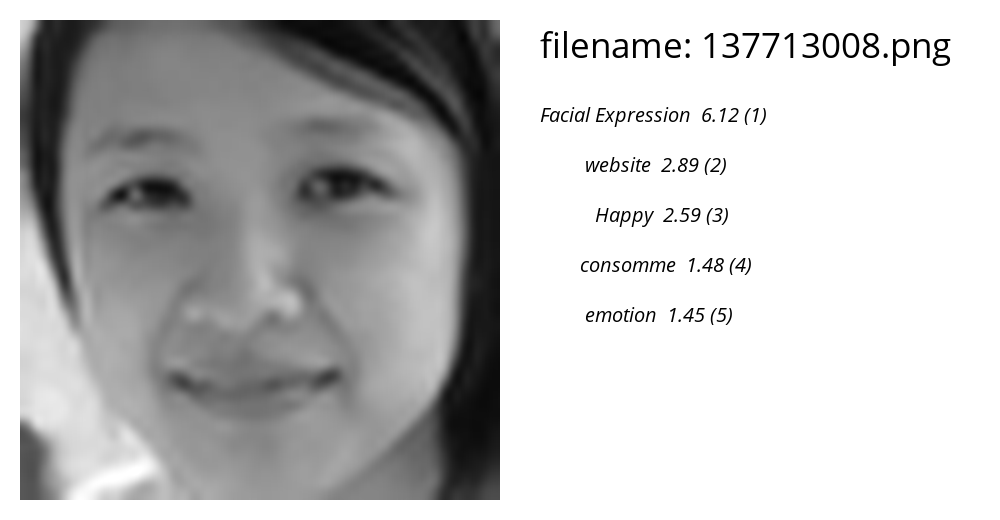 filename: 137713008.png
Facial Expression 6.12 (1)
website 2.89 (2)
Happy 2.59 (3)
consomme 1.48 (4)
emotion 1.45 (5)